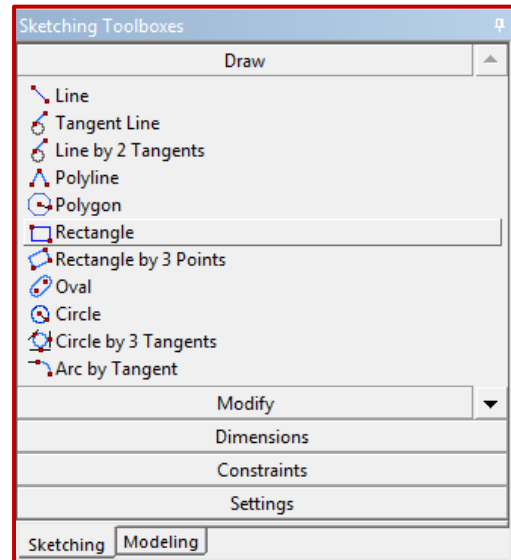 Sketching Toolboxes
Draw
Line
Tangent Line
Line by 2 Tangents
Polyline
Polygon
Rectangle
Rectangle by 3 Points
Oval
Circle
Circle by 3 Tangents
Arc by Tangent
Modify
Dimensions
Constraints
Settings
Sketching Modeling